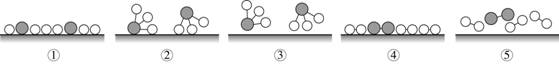 ① ② ③ ④ ⑤